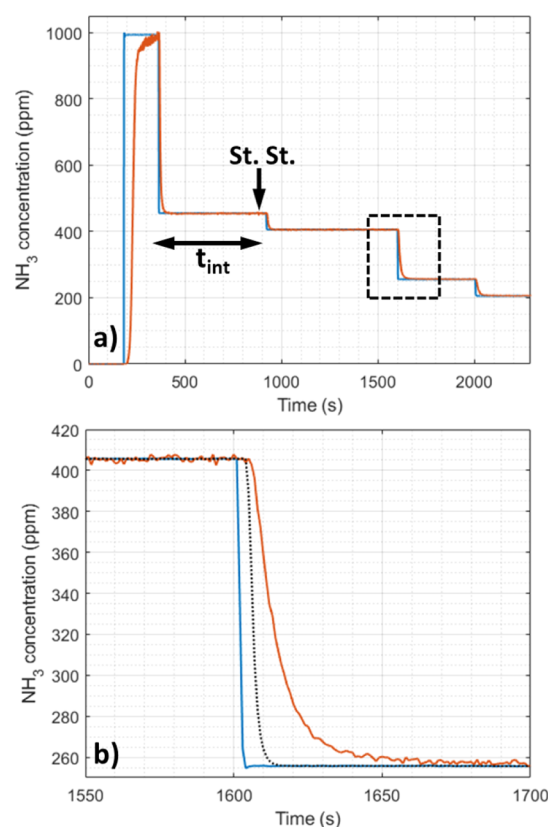 1000
800
600
400
200
0
NH₃ concentration (ppm)
St. St.
t_int
a)
0 500 1000 1500 2000
Time (s)
420
400
380
360
340
320
300
280
260
NH₃ concentration (ppm)
b)
1550 1600 1650 1700
Time (s)